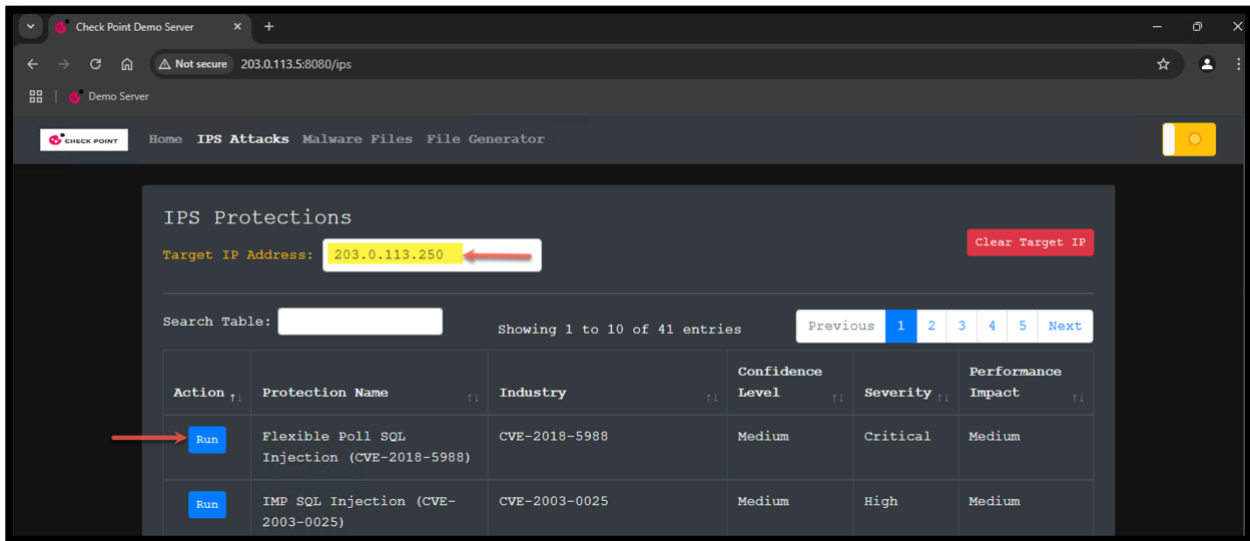 Check Point Demo Server
Not secure 203.0.113.5:8080/ips
Demo Server
CHECK POINT Home IPS Attacks Malware Files File Generator
IPS Protections
Target IP Address: 203.0.113.250 Clear Target IP
Search Table: Showing 1 to 10 of 41 entries Previous 1 2 3 4 5 Next
Action Protection Name Industry Confidence Level Severity Performance Impact
Run Flexible Poll SQL Injection (CVE-2018-5988) CVE-2018-5988 Medium Critical Medium
Run IMP SQL Injection (CVE-2003-0025) CVE-2003-0025 Medium High Medium